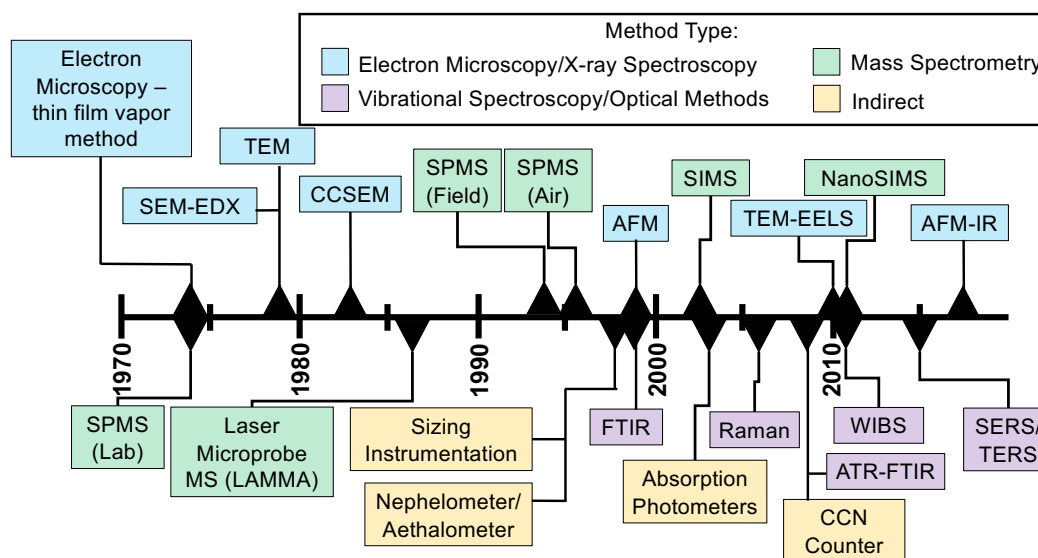 Method Type:
Electron Microscopy/X-ray Spectroscopy
Mass Spectrometry
Vibrational Spectroscopy/Optical Methods
Indirect
Electron
Microscopy –
thin film vapor
method
TEM
SEM-EDX
CCSEM
SPMS
(Field)
SPMS
(Air)
AFM
SIMS
TEM-EELS
NanoSIMS
AFM-IR
1970
1980
1990
2000
2010
SPMS
(Lab)
Laser
Microprobe
MS (LAMMA)
Sizing
Instrumentation
Nephelometer/
Aethalometer
FTIR
Absorption
Photometers
Raman
WIBS
ATR-FTIR
CCN
Counter
SERS/
TERS